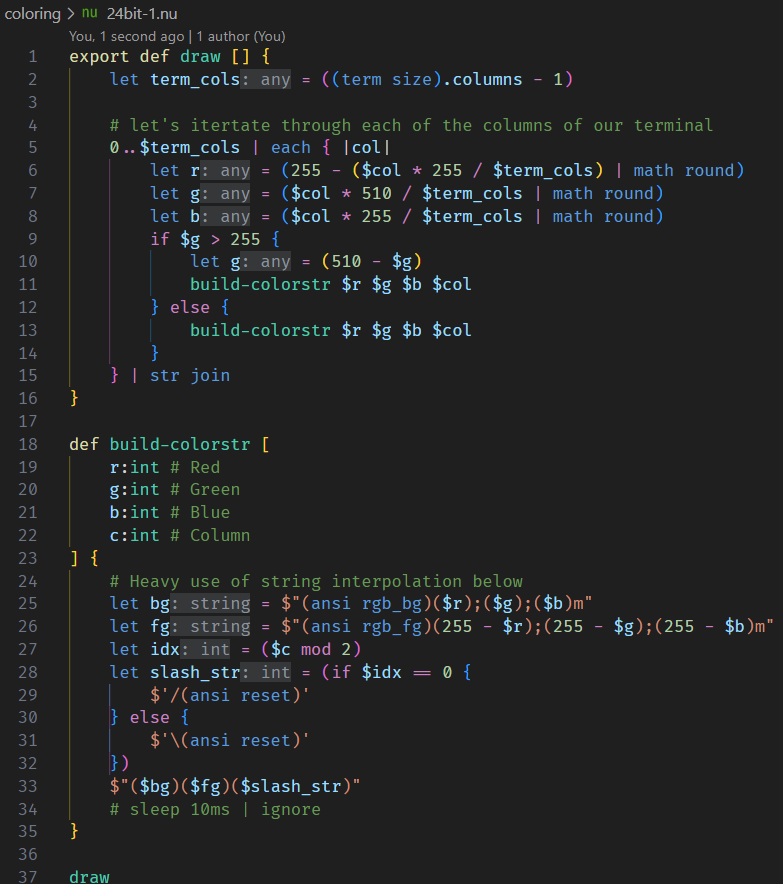 coloring > nu 24bit-1.nu
You, 1 second ago | 1 author (You)
1 export def draw [] {
2     let term_cols: any = ((term size).columns - 1)
3
4     # let's itertate through each of the columns of our terminal
5     0..$term_cols | each { |col|
6         let r: any = (255 - ($col * 255 / $term_cols) | math round)
7         let g: any = ($col * 510 / $term_cols | math round)
8         let b: any = ($col * 255 / $term_cols | math round)
9         if $g > 255 {
10             let g: any = (510 - $g)
11             build-colorstr $r $g $b $col
12         } else {
13             build-colorstr $r $g $b $col
14         }
15     } | str join
16 }
17
18 def build-colorstr [
19     r:int # Red
20     g:int # Green
21     b:int # Blue
22     c:int # Column
23 ] {
24     # Heavy use of string interpolation below
25     let bg: string = $"(ansi rgb_bg)($r);($g);($b)m"
26     let fg: string = $"(ansi rgb_fg)(255 - $r);(255 - $g);(255 - $b)m"
27     let idx: int = ($c mod 2)
28     let slash_str: int = (if $idx == 0 {
29         $'/(ansi reset)'
30     } else {
31         $'\(ansi reset)'
32     })
33     $"($bg)($fg)($slash_str)"
34     # sleep 10ms | ignore
35 }
36
37 draw